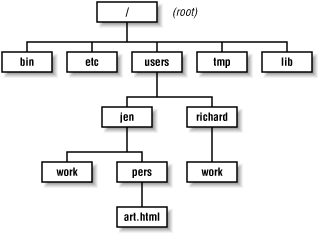 / (root)
bin etc users tmp lib
jen richard
work pers work
art.html